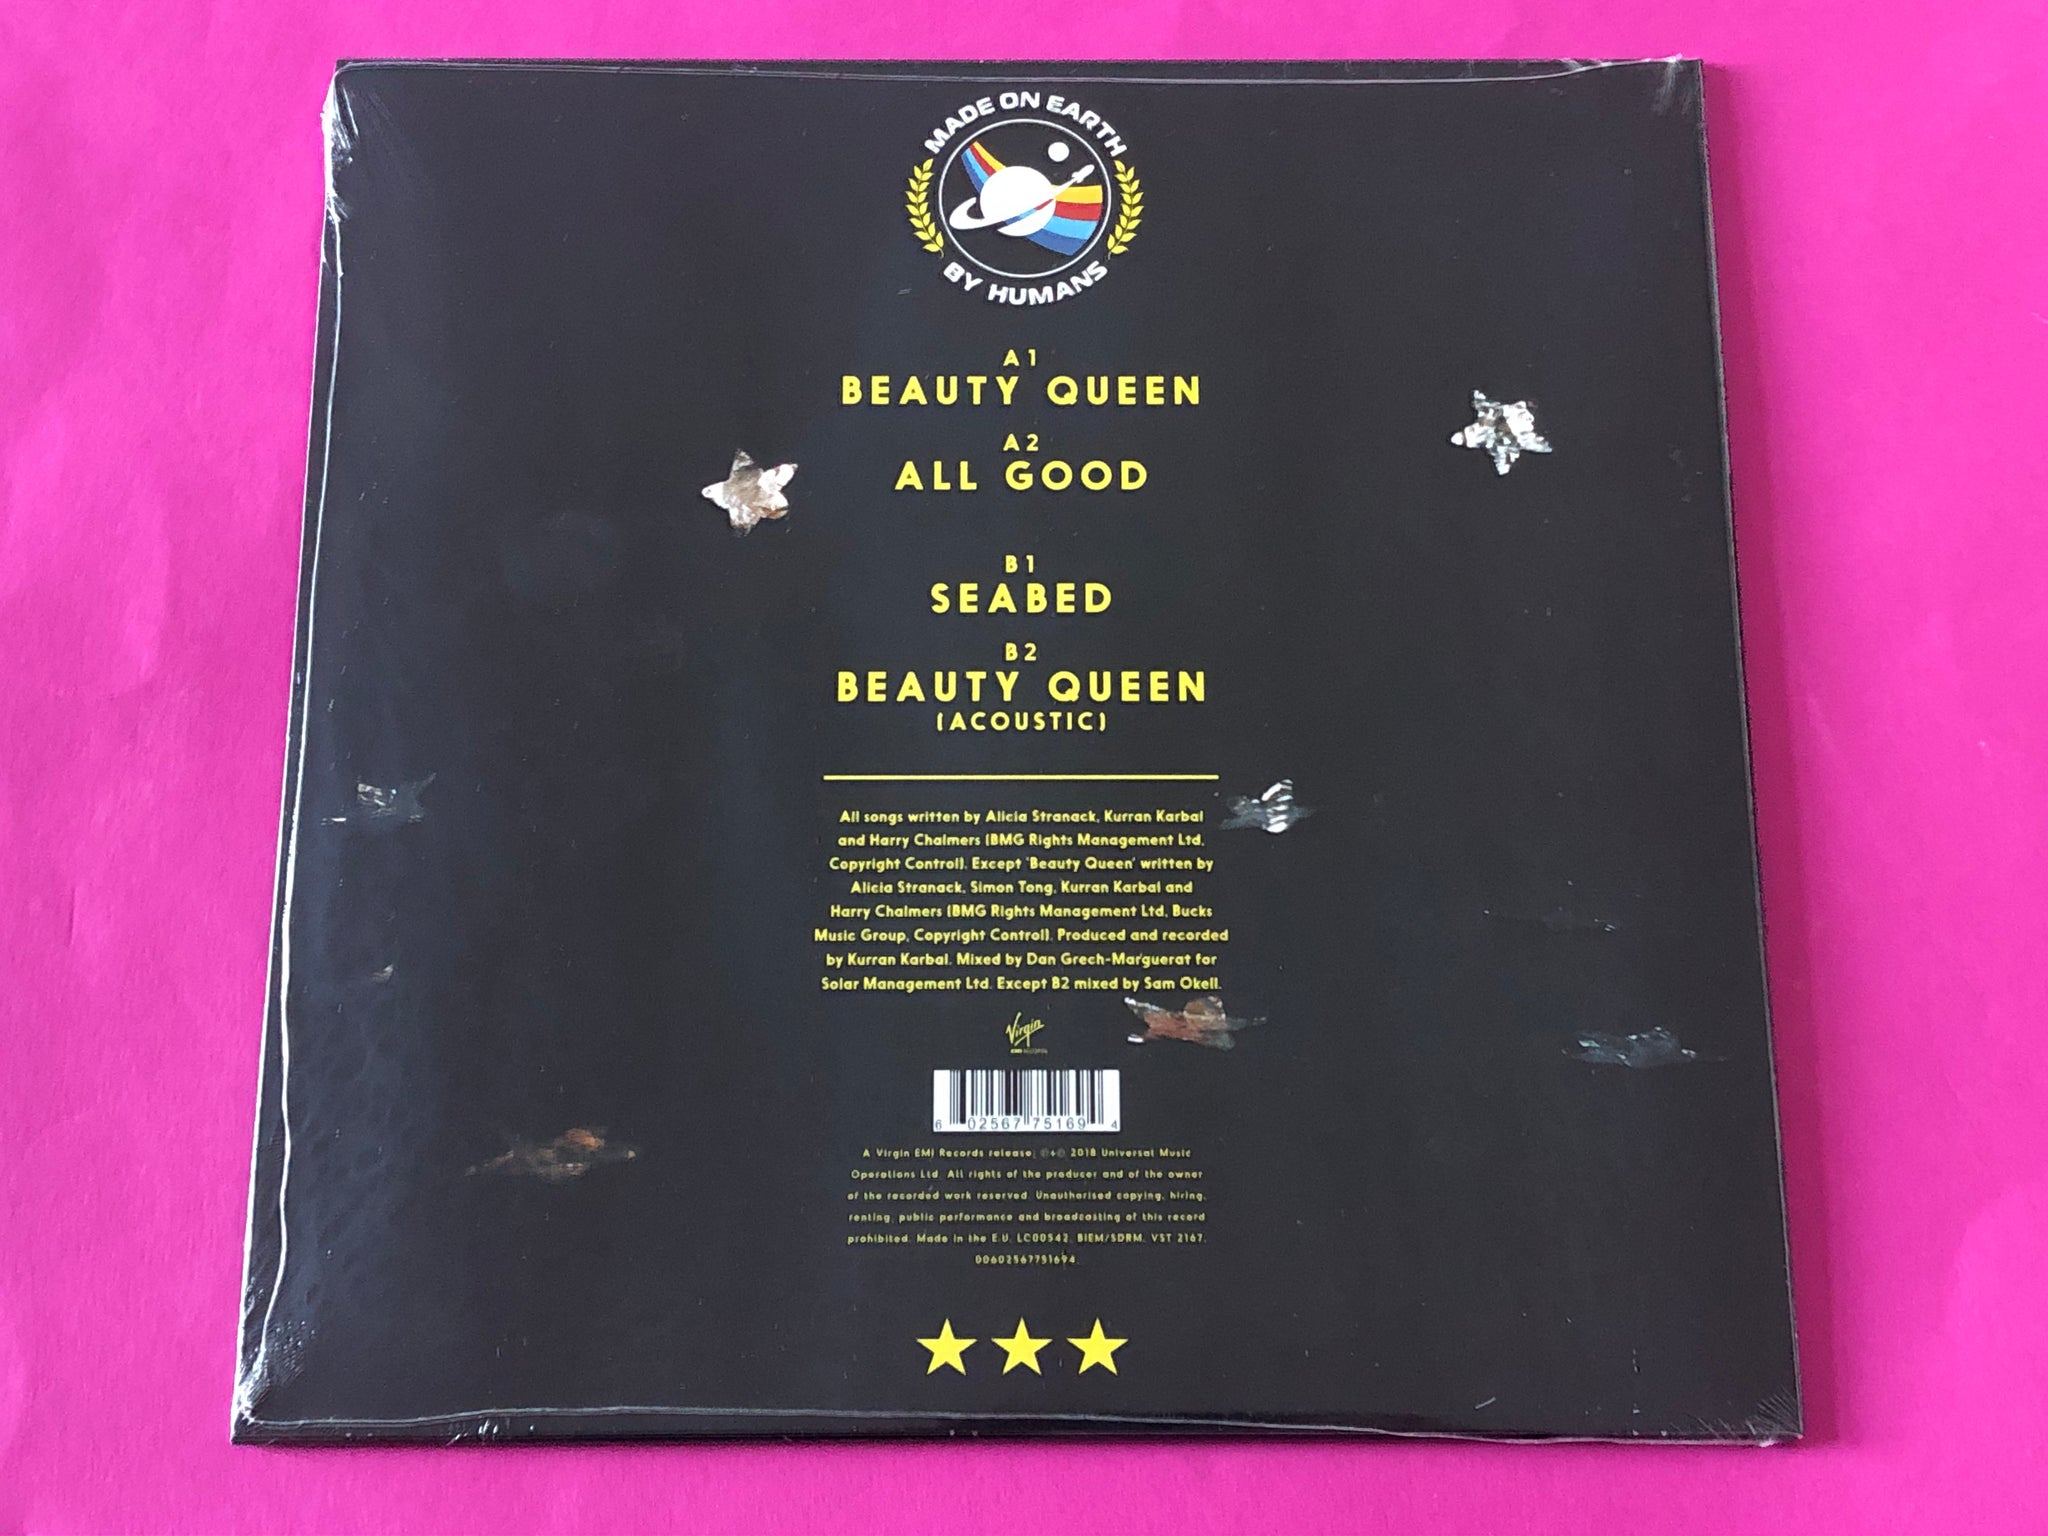 MADE ON EARTH
BY HUMANS
A1
BEAUTY QUEEN
A2
ALL GOOD
B1
SEABED
B2
BEAUTY QUEEN
(ACOUSTIC)
All songs written by Alicia Stranack, Kurran Karbal
and Harry Chalmers (BMG Rights Management Ltd,
Copyright Control). Except 'Beauty Queen' written by
Alicia Stranack, Simon Tong, Kurran Karbal and
Harry Chalmers (BMG Rights Management Ltd, Bucks
Music Group, Copyright Control). Produced and recorded
by Kurran Karbal. Mixed by Dan Grech-Marguerat for
Solar Management Ltd. Except B2 mixed by Sam Okell.
Virgin
EMI RECORDS
6 02567 75169 4
A Virgin EMI Records release; ℗+© 2018 Universal Music
Operations Ltd. All rights of the producer and of the owner
of the recorded work reserved. Unauthorised copying, hiring,
renting, public performance and broadcasting of this record
prohibited. Made in the E.U. LC00542. BIEM/SDRM. VST 2167.
00602567751694